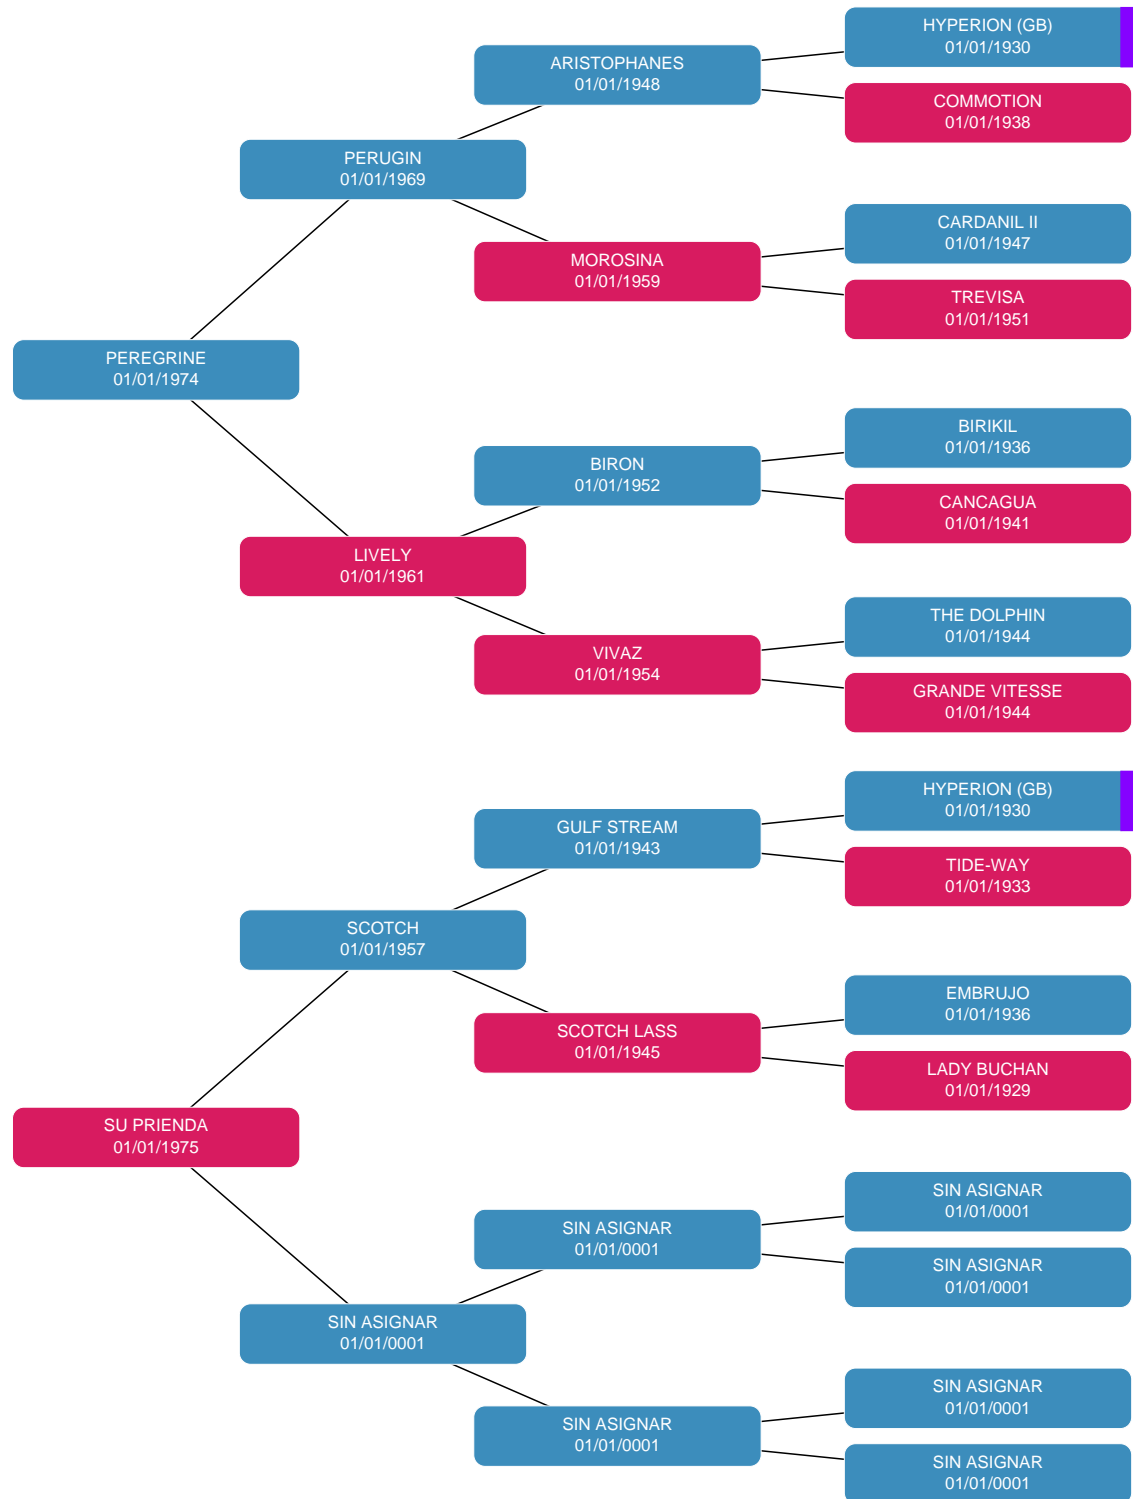 HYPERION (GB)
01/01/1930
ARISTOPHANES
01/01/1948
COMMOTION
01/01/1938
PERUGIN
01/01/1969
CARDANIL II
01/01/1947
MOROSINA
01/01/1959
TREVISA
01/01/1951
PEREGRINE
01/01/1974
BIRIKIL
01/01/1936
BIRON
01/01/1952
CANCAGUA
01/01/1941
LIVELY
01/01/1961
THE DOLPHIN
01/01/1944
VIVAZ
01/01/1954
GRANDE VITESSE
01/01/1944
HYPERION (GB)
01/01/1930
GULF STREAM
01/01/1943
TIDE-WAY
01/01/1933
SCOTCH
01/01/1957
EMBRUJO
01/01/1936
SCOTCH LASS
01/01/1945
LADY BUCHAN
01/01/1929
SU PRIENDA
01/01/1975
SIN ASIGNAR
01/01/0001
SIN ASIGNAR
01/01/0001
SIN ASIGNAR
01/01/0001
SIN ASIGNAR
01/01/0001
SIN ASIGNAR
01/01/0001
SIN ASIGNAR
01/01/0001
SIN ASIGNAR
01/01/0001